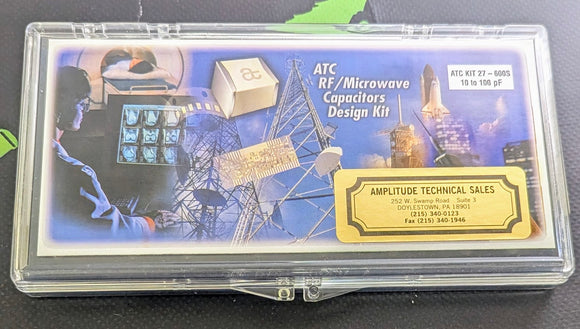 ATC
RF/Microwave
Capacitors
Design Kit
ATC KIT 27 – 600S
10 to 100 pF
AMPLITUDE TECHNICAL SALES
252 W. Swamp Road Suite 3
DOYLESTOWN, PA 18901
(215) 340-0123
Fax (215) 340-1946